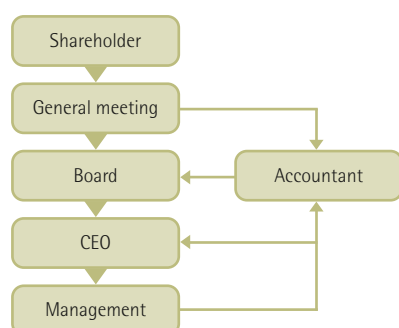 Shareholder
General meeting
Board
Accountant
CEO
Management